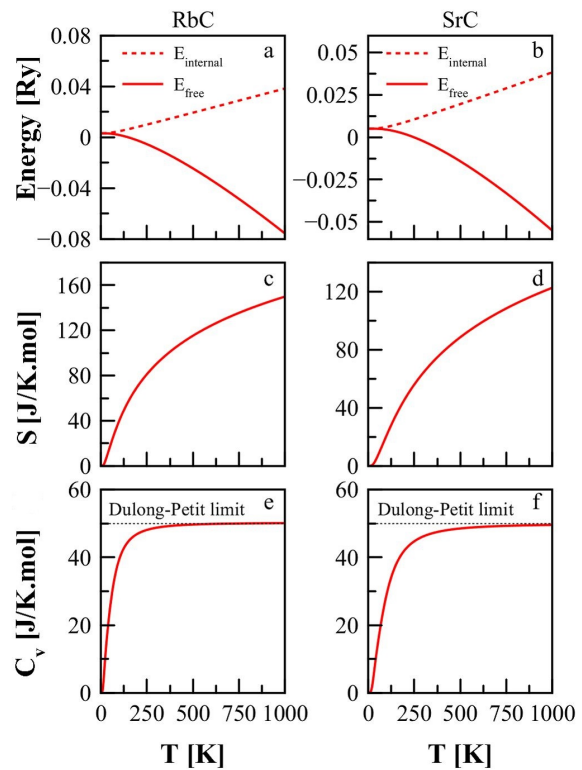 RbC SrC
Energy [Ry]
0.08
0.04
0
−0.04
−0.08
a
E_internal
E_free
0.05
0.025
0
−0.025
−0.05
b
E_internal
E_free
S [J/K.mol]
160
120
80
40
0
c
120
80
40
0
d
C_v [J/K.mol]
60
40
20
0
Dulong-Petit limit
e
60
40
20
0
Dulong-Petit limit
f
0 250 500 750 1000
0 250 500 750 1000
T [K] T [K]